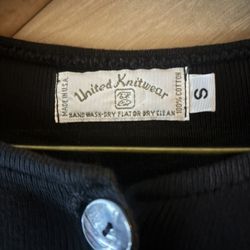 MADE IN U.S.A.
United Knitwear
HAND WASH-DRY FLAT OR DRY CLEAN
100% COTTON
S